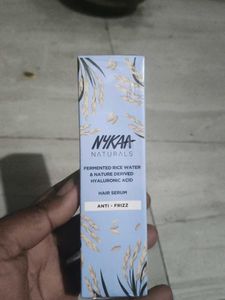 NYKAA
NATURALS
FERMENTED RICE WATER
& NATURE DERIVED
HYALURONIC ACID
HAIR SERUM
ANTI - FRIZZ